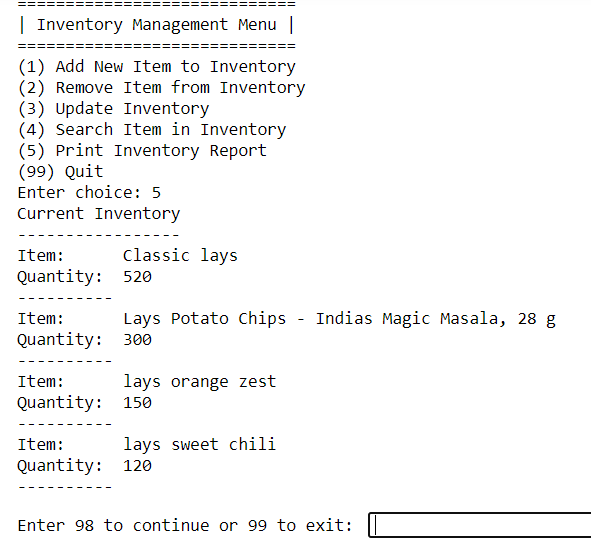 =============================
| Inventory Management Menu |
=============================
(1) Add New Item to Inventory
(2) Remove Item from Inventory
(3) Update Inventory
(4) Search Item in Inventory
(5) Print Inventory Report
(99) Quit
Enter choice: 5
Current Inventory
-----------------
Item:      Classic lays
Quantity:  520
----------
Item:      Lays Potato Chips - Indias Magic Masala, 28 g
Quantity:  300
----------
Item:      lays orange zest
Quantity:  150
----------
Item:      lays sweet chili
Quantity:  120
----------
Enter 98 to continue or 99 to exit: